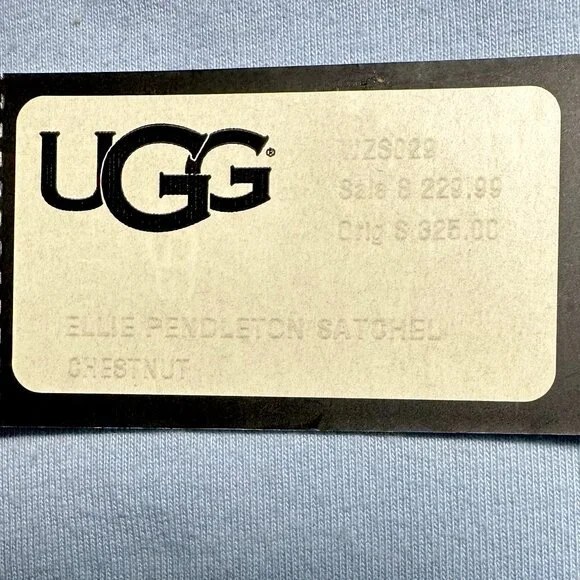 UGG®
Sale $ 229.99
Orig $ 325.00
ELLIE PENDLETON SATCHEL
CHESTNUT